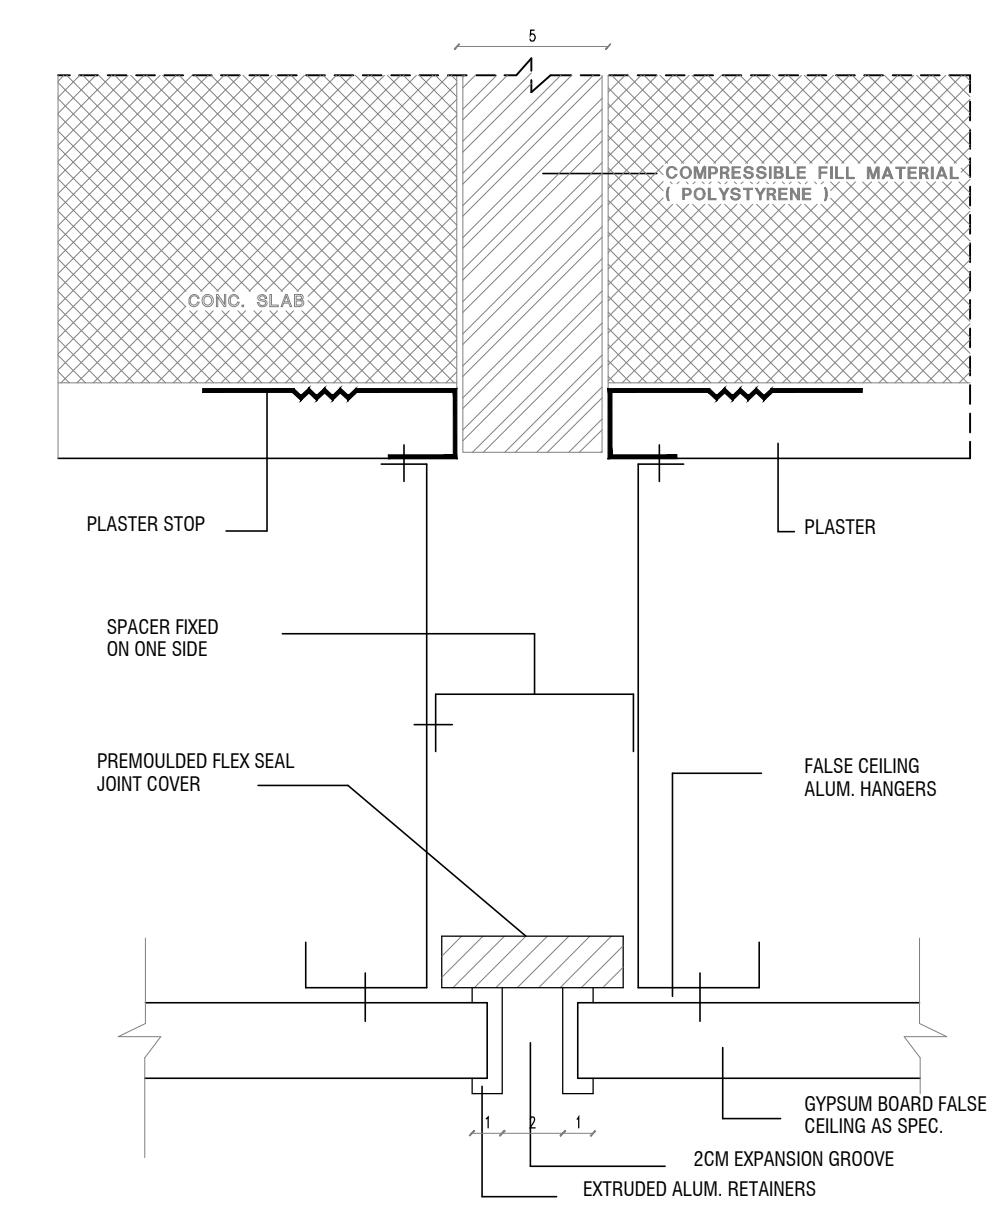 5
COMPRESSIBLE FILL MATERIAL
( POLYSTYRENE )
CONC. SLAB
PLASTER STOP
PLASTER
SPACER FIXED
ON ONE SIDE
PREMOULDED FLEX SEAL
JOINT COVER
FALSE CEILING
ALUM. HANGERS
GYPSUM BOARD FALSE
CEILING AS SPEC.
1 2 1
2CM EXPANSION GROOVE
EXTRUDED ALUM. RETAINERS